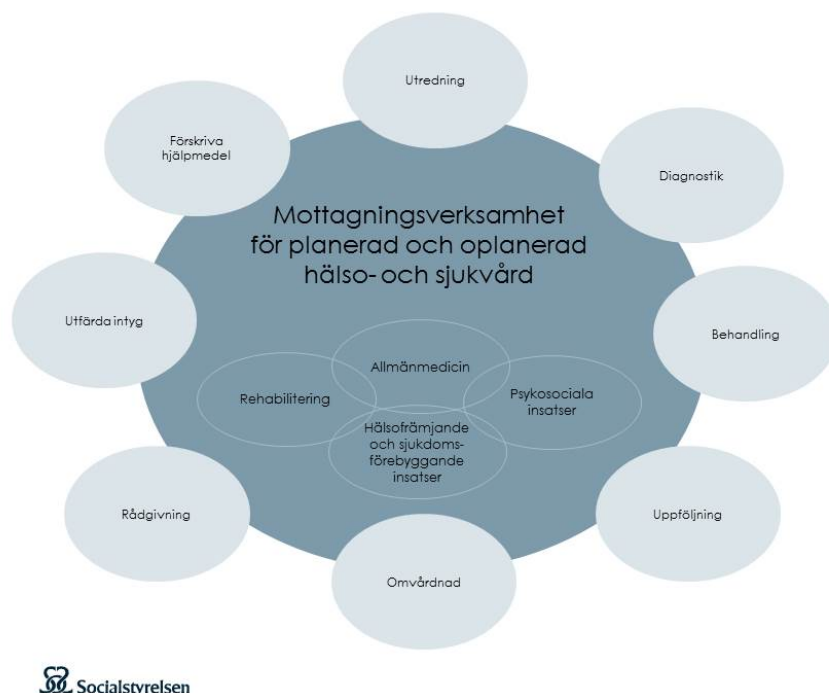 Utredning
Förskriva
hjälpmedel
Diagnostik
Mottagningsverksamhet
för planerad och oplanerad
hälso- och sjukvård
Utfärda intyg
Behandling
Allmänmedicin
Rehabilitering
Psykosociala
insatser
Hälsofrämjande
och sjukdoms-
förebyggande
insatser
Rådgivning
Uppföljning
Omvårdnad
Socialstyrelsen